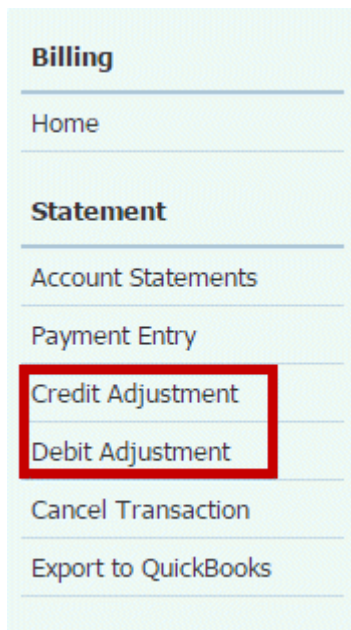 Billing
Home
Statement
Account Statements
Payment Entry
Credit Adjustment
Debit Adjustment
Cancel Transaction
Export to QuickBooks